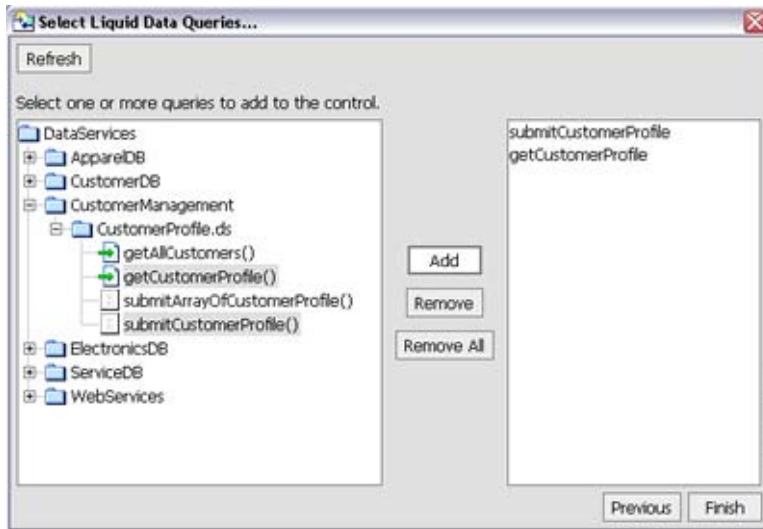 Select Liquid Data Queries...
Refresh
Select one or more queries to add to the control.
DataServices
ApparelDB
CustomerDB
CustomerManagement
CustomerProfile.ds
getAllCustomers()
getCustomerProfile()
submitArrayOfCustomerProfile()
submitCustomerProfile()
ElectronicsDB
ServiceDB
WebServices
Add
Remove
Remove All
submitCustomerProfile
getCustomerProfile
Previous
Finish